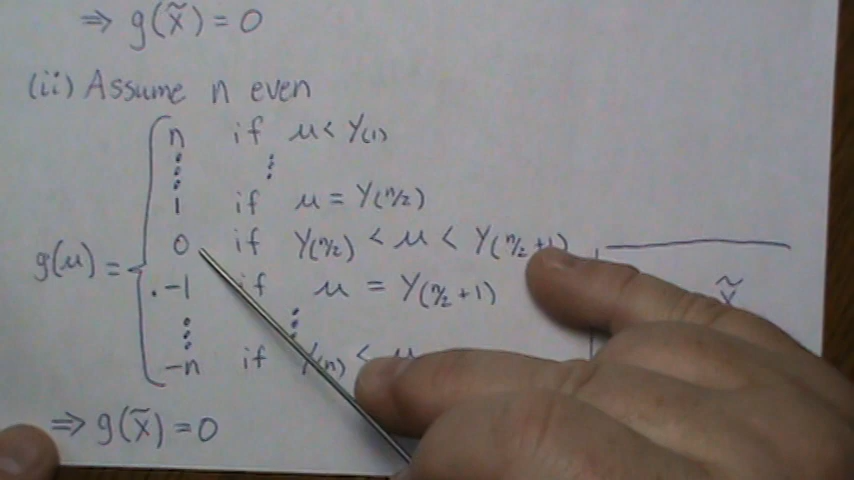 ⇒ g(x̃) = 0
(ii) Assume n even
n if μ < Y(1)
⋮ ⋮
1 if μ = Y(n/2)
g(μ) = 0 if Y(n/2) < μ < Y(n/2+1)
-1 if μ = Y(n/2+1)
⋮ ⋮
-n if Y(n) < μ
⇒ g(x̃) = 0
x̃